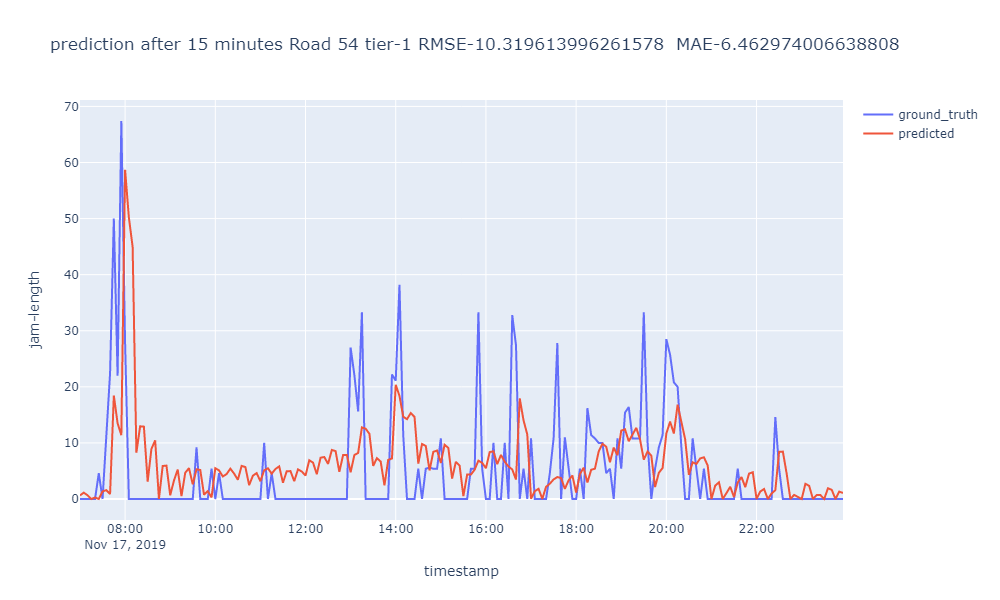 prediction after 15 minutes Road 54 tier-1 RMSE-10.319613996261578  MAE-6.462974006638808
ground_truth
predicted
70
60
50
40
30
20
10
0
jam-length
08:00 10:00 12:00 14:00 16:00 18:00 20:00 22:00
Nov 17, 2019
timestamp